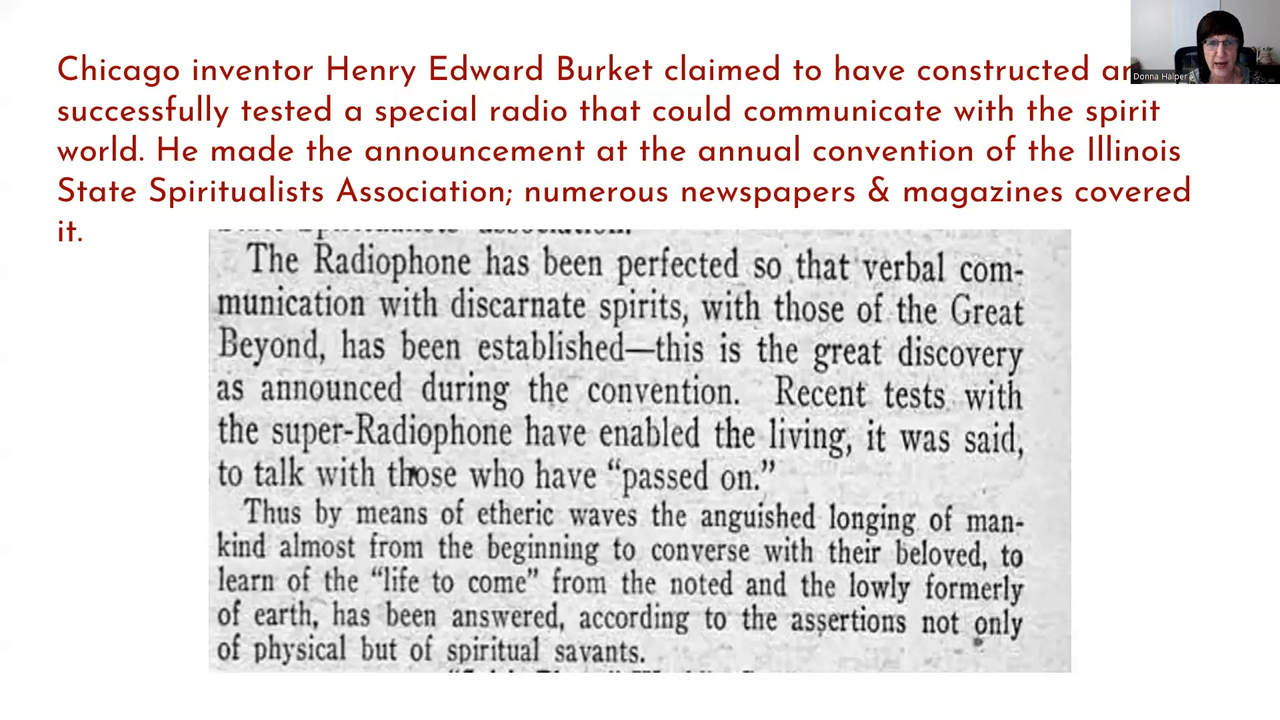 Chicago inventor Henry Edward Burket claimed to have constructed an
successfully tested a special radio that could communicate with the spirit
world. He made the announcement at the annual convention of the Illinois
State Spiritualists Association; numerous newspapers & magazines covered
it.
Donna Halper
The Radiophone has been perfected so that verbal com-
munication with discarnate spirits, with those of the Great
Beyond, has been established—this is the great discovery
as announced during the convention. Recent tests with
the super-Radiophone have enabled the living, it was said,
to talk with those who have “passed on.”
Thus by means of etheric waves the anguished longing of man-
kind almost from the beginning to converse with their beloved, to
learn of the “life to come” from the noted and the lowly formerly
of earth, has been answered, according to the assertions not only
of physical but of spiritual savants.